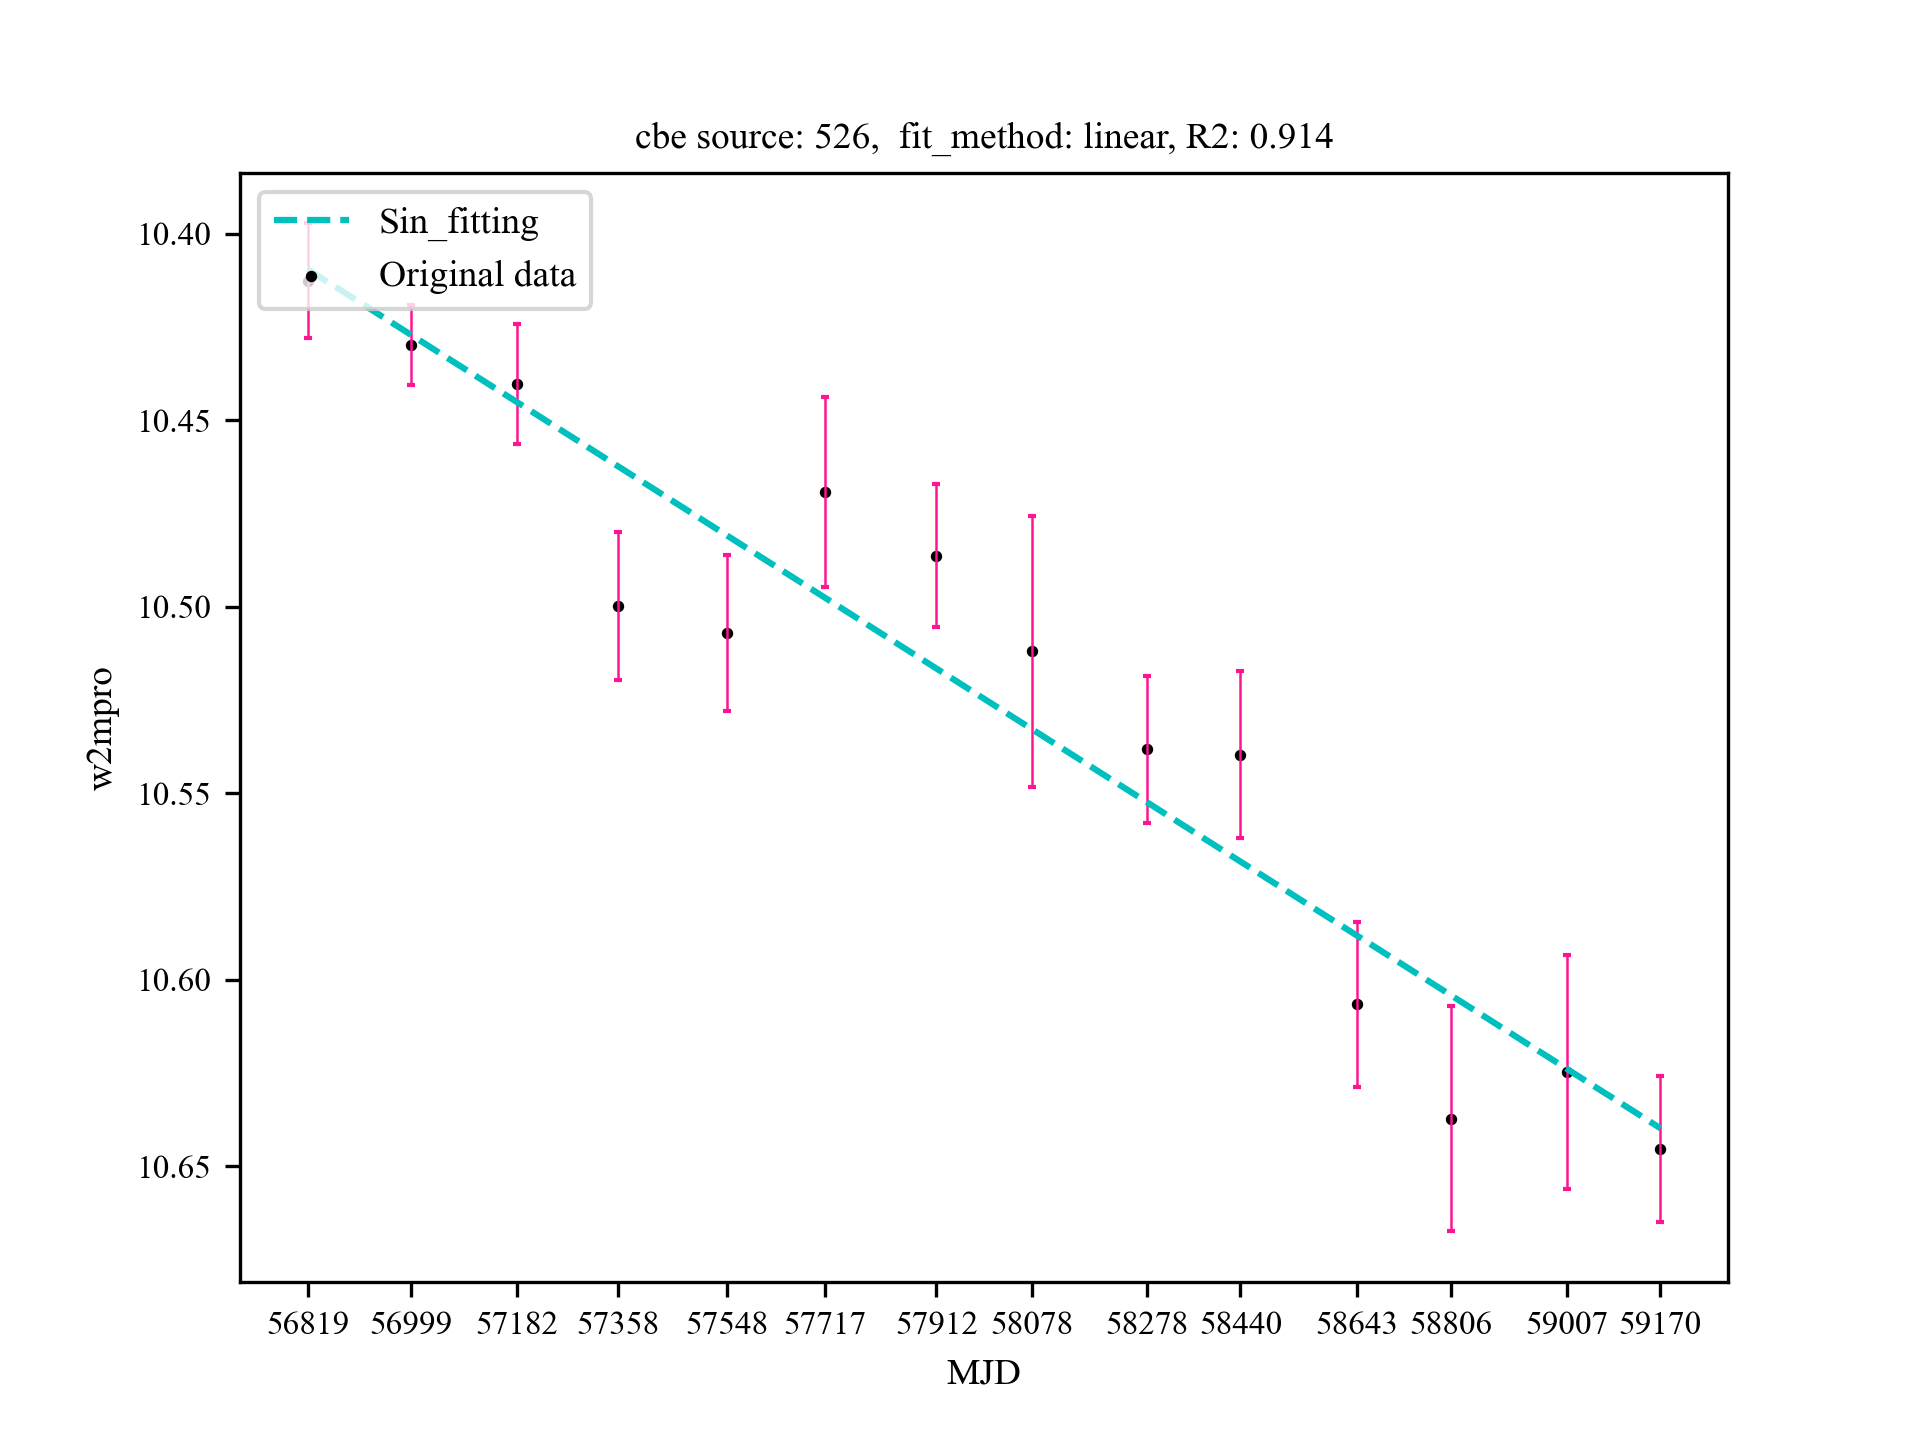 cbe source: 526,  fit_method: linear, R2: 0.914
Sin_fitting
Original data
10.40
10.45
10.50
10.55
10.60
10.65
w2mpro
56819 56999 57182 57358 57548 57717 57912 58078 58278 58440 58643 58806 59007 59170
MJD